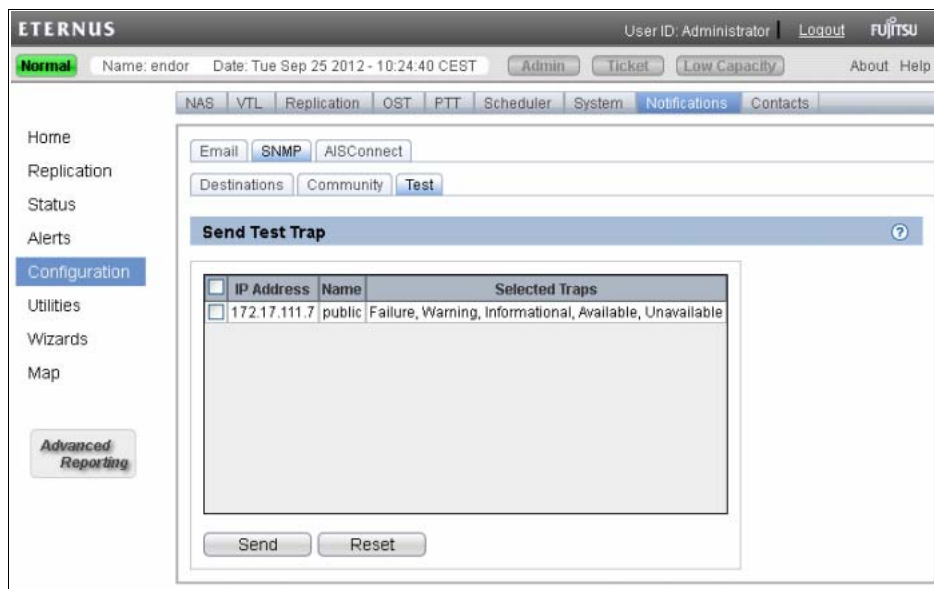 ETERNUS User ID: Administrator Logout FUJITSU
Normal Name: endor Date: Tue Sep 25 2012 - 10:24:40 CEST Admin Ticket Low Capacity About Help
NAS VTL Replication OST PTT Scheduler System Notifications Contacts
Home
Replication
Status
Alerts
Configuration
Utilities
Wizards
Map
Advanced
Reporting
Email SNMP AISConnect
Destinations Community Test
Send Test Trap ?
IP Address Name Selected Traps
172.17.111.7 public Failure, Warning, Informational, Available, Unavailable
Send Reset